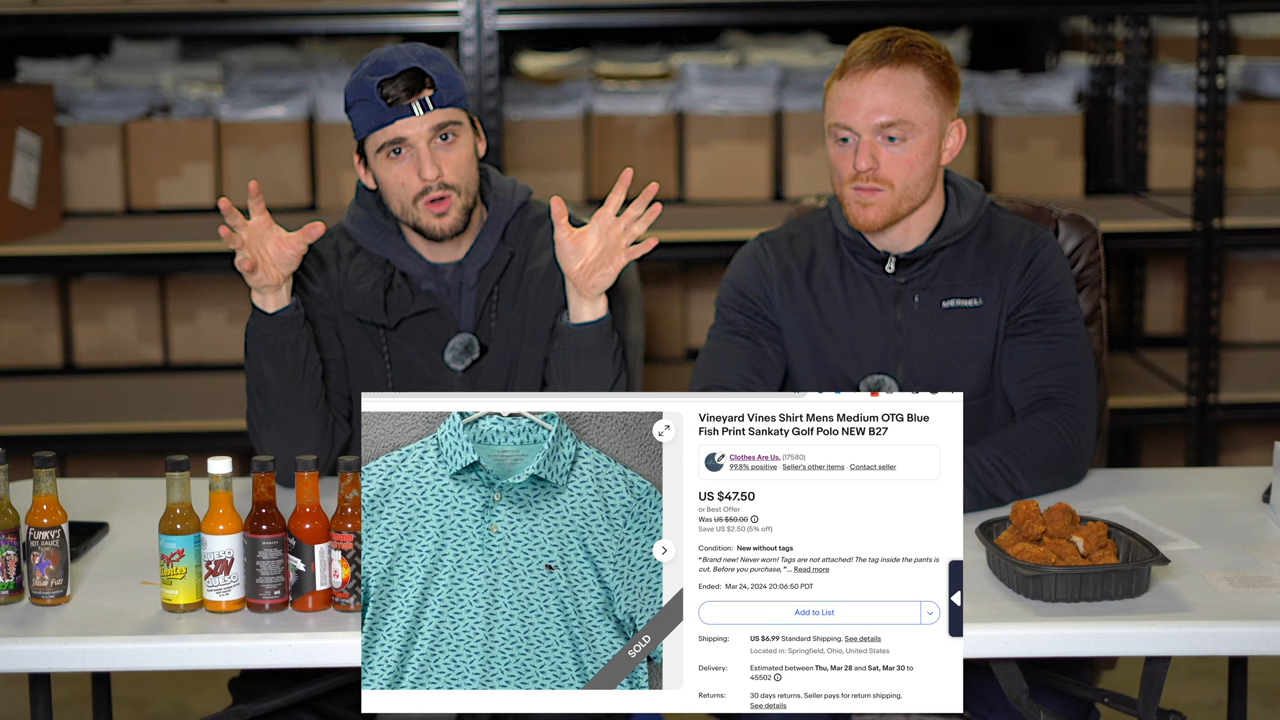 MERRELL
FUNKY'S
HOT SAUCE
QUESO
SIN
QUESO
Vineyard Vines Shirt Mens Medium OTG Blue
Fish Print Sankaty Golf Polo NEW B27
Clothes Are Us. (17580)
99.8% positive · Seller's other items · Contact seller
US $47.50
or Best Offer
Was US $50.00
Save US $2.50 (5% off)
Condition: New without tags
"Brand new! Never worn! Tags are not attached! The tag inside the pants is
cut. Before you purchase," ... Read more
Ended: Mar 24, 2024 20:06:50 PDT
Add to List
Shipping: US $6.99 Standard Shipping. See details
Located in: Springfield, Ohio, United States
Delivery: Estimated between Thu, Mar 28 and Sat, Mar 30 to
45502
Returns: 30 days returns. Seller pays for return shipping.
See details
SOLD